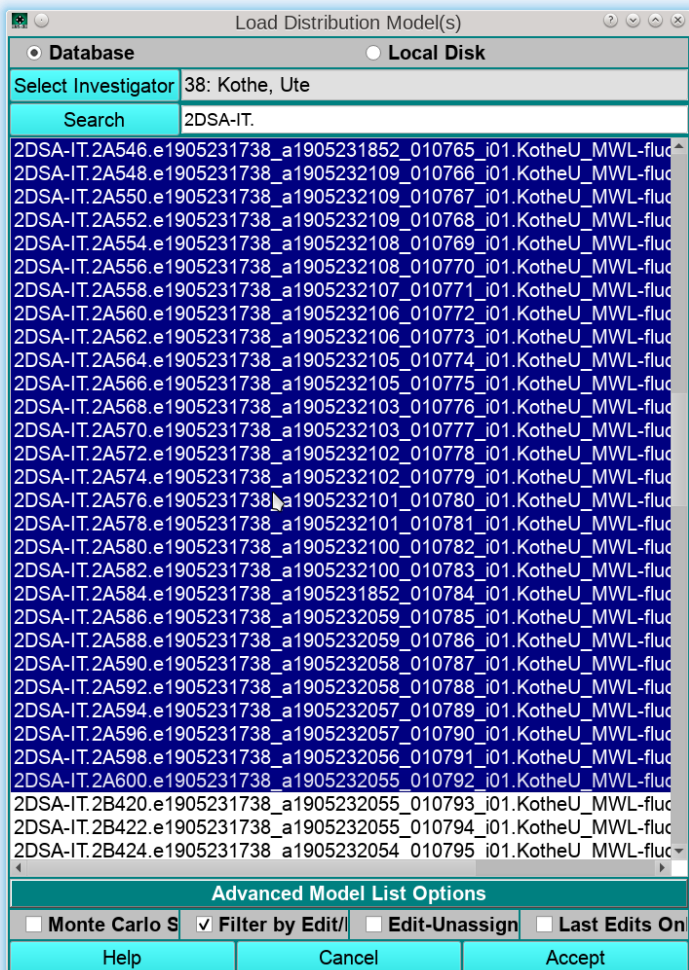 Load Distribution Model(s)
Database Local Disk
Select Investigator 38: Kothe, Ute
Search 2DSA-IT.
2DSA-IT.2A546.e1905231738_a1905231852_010765_i01.KotheU_MWL-fluo
2DSA-IT.2A548.e1905231738_a1905232109_010766_i01.KotheU_MWL-fluo
2DSA-IT.2A550.e1905231738_a1905232109_010767_i01.KotheU_MWL-fluo
2DSA-IT.2A552.e1905231738_a1905232109_010768_i01.KotheU_MWL-fluo
2DSA-IT.2A554.e1905231738_a1905232108_010769_i01.KotheU_MWL-fluo
2DSA-IT.2A556.e1905231738_a1905232108_010770_i01.KotheU_MWL-fluo
2DSA-IT.2A558.e1905231738_a1905232107_010771_i01.KotheU_MWL-fluo
2DSA-IT.2A560.e1905231738_a1905232106_010772_i01.KotheU_MWL-fluo
2DSA-IT.2A562.e1905231738_a1905232106_010773_i01.KotheU_MWL-fluo
2DSA-IT.2A564.e1905231738_a1905232105_010774_i01.KotheU_MWL-fluo
2DSA-IT.2A566.e1905231738_a1905232105_010775_i01.KotheU_MWL-fluo
2DSA-IT.2A568.e1905231738_a1905232103_010776_i01.KotheU_MWL-fluo
2DSA-IT.2A570.e1905231738_a1905232103_010777_i01.KotheU_MWL-fluo
2DSA-IT.2A572.e1905231738_a1905232102_010778_i01.KotheU_MWL-fluo
2DSA-IT.2A574.e1905231738_a1905232102_010779_i01.KotheU_MWL-fluo
2DSA-IT.2A576.e1905231738_a1905232101_010780_i01.KotheU_MWL-fluo
2DSA-IT.2A578.e1905231738_a1905232101_010781_i01.KotheU_MWL-fluo
2DSA-IT.2A580.e1905231738_a1905232100_010782_i01.KotheU_MWL-fluo
2DSA-IT.2A582.e1905231738_a1905232100_010783_i01.KotheU_MWL-fluo
2DSA-IT.2A584.e1905231738_a1905231852_010784_i01.KotheU_MWL-fluo
2DSA-IT.2A586.e1905231738_a1905232059_010785_i01.KotheU_MWL-fluo
2DSA-IT.2A588.e1905231738_a1905232059_010786_i01.KotheU_MWL-fluo
2DSA-IT.2A590.e1905231738_a1905232058_010787_i01.KotheU_MWL-fluo
2DSA-IT.2A592.e1905231738_a1905232058_010788_i01.KotheU_MWL-fluo
2DSA-IT.2A594.e1905231738_a1905232057_010789_i01.KotheU_MWL-fluo
2DSA-IT.2A596.e1905231738_a1905232057_010790_i01.KotheU_MWL-fluo
2DSA-IT.2A598.e1905231738_a1905232056_010791_i01.KotheU_MWL-fluo
2DSA-IT.2A600.e1905231738_a1905232055_010792_i01.KotheU_MWL-fluo
2DSA-IT.2B420.e1905231738_a1905232055_010793_i01.KotheU_MWL-fluo
2DSA-IT.2B422.e1905231738_a1905232055_010794_i01.KotheU_MWL-fluo
2DSA-IT.2B424.e1905231738_a1905232054_010795_i01.KotheU_MWL-fluo
Advanced Model List Options
Monte Carlo S Filter by Edit/ Edit-Unassign Last Edits Onl
Help Cancel Accept